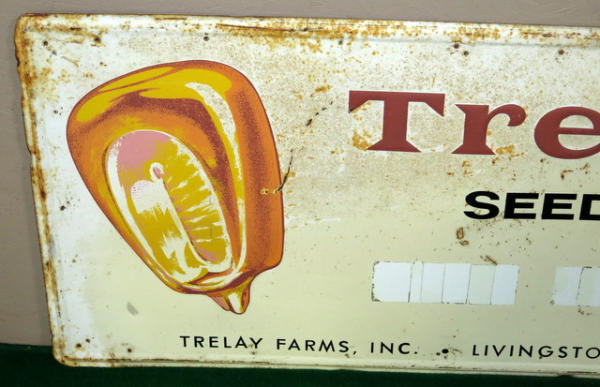 Tre
SEED
TRELAY FARMS, INC. • LIVINGSTO